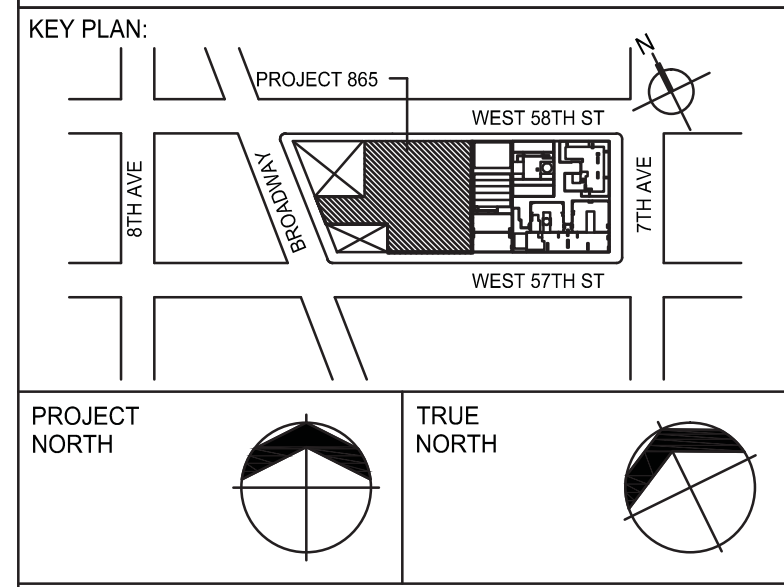 KEY PLAN:
N
PROJECT 865
WEST 58TH ST
8TH AVE
BROADWAY
7TH AVE
WEST 57TH ST
PROJECT
NORTH
TRUE
NORTH